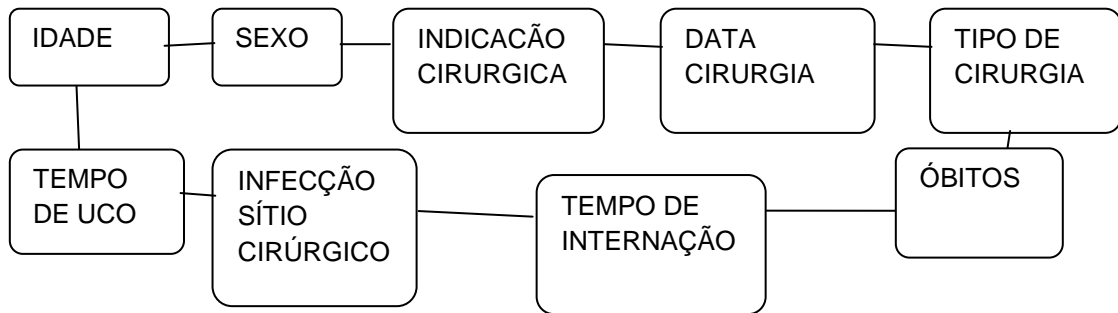 IDADE
SEXO
INDICACÃO
CIRURGICA
DATA
CIRURGIA
TIPO DE
CIRURGIA
TEMPO
DE UCO
INFECÇÃO
SÍTIO
CIRÚRGICO
TEMPO DE
INTERNAÇÃO
ÓBITOS